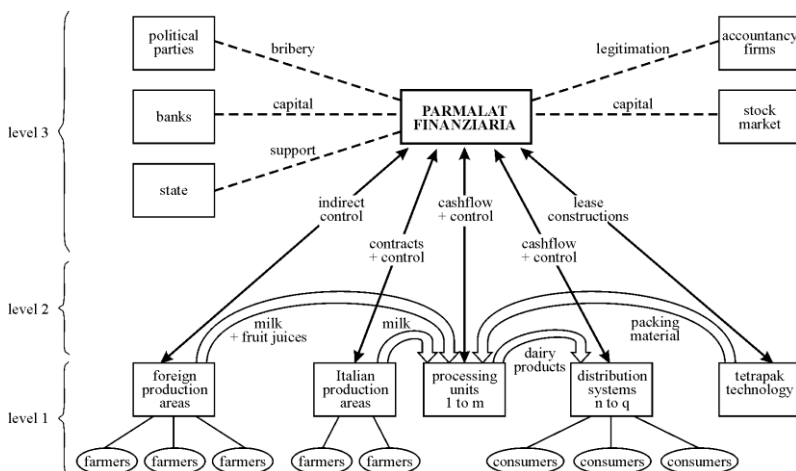 political
parties
bribery
legitimation
accountancy
firms
level 3
banks
capital
PARMALAT
FINANZIARIA
capital
stock
market
state
support
indirect
control
cashflow
+ control
lease
constructions
contracts
+ control
cashflow
+ control
level 2
milk
+ fruit juices
milk
dairy
products
packing
material
level 1
foreign
production
areas
Italian
production
areas
processing
units
1 to m
distribution
systems
n to q
tetrapak
technology
farmers
farmers
farmers
farmers
farmers
consumers
consumers
consumers